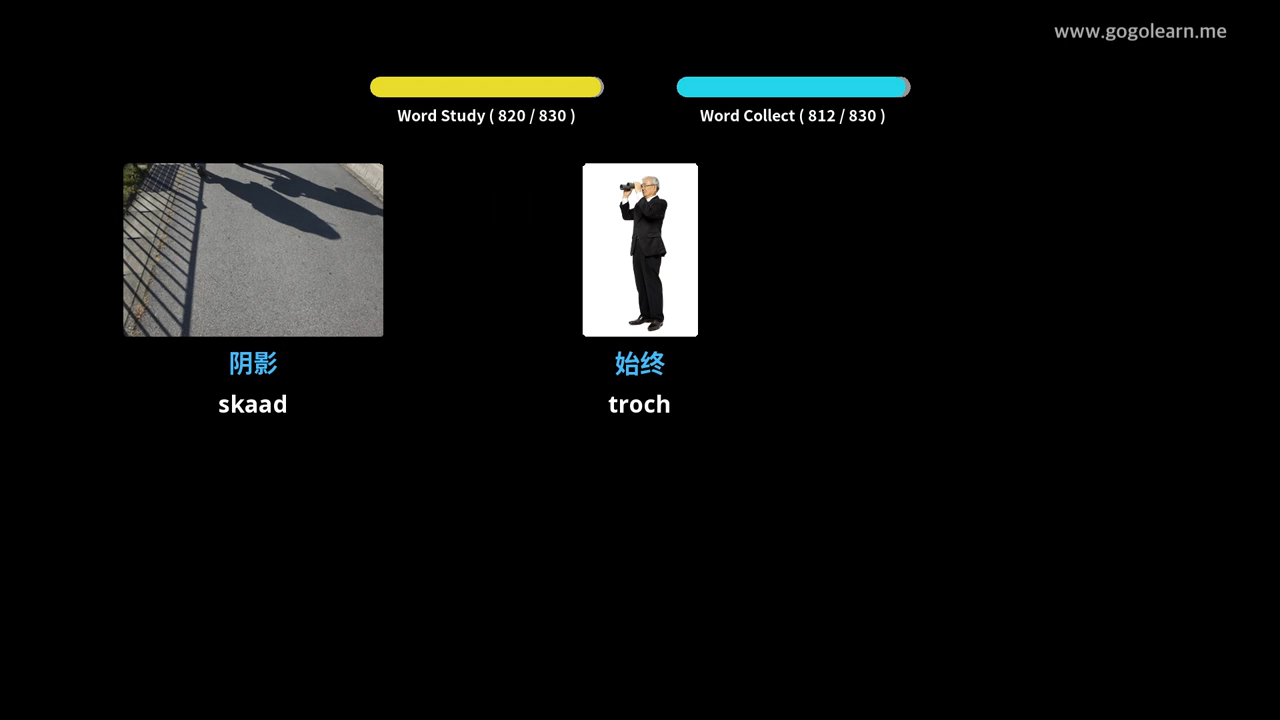 www.gogolearn.me
Word Study ( 820 / 830 )
Word Collect ( 812 / 830 )
阴影
skaad
始终
troch